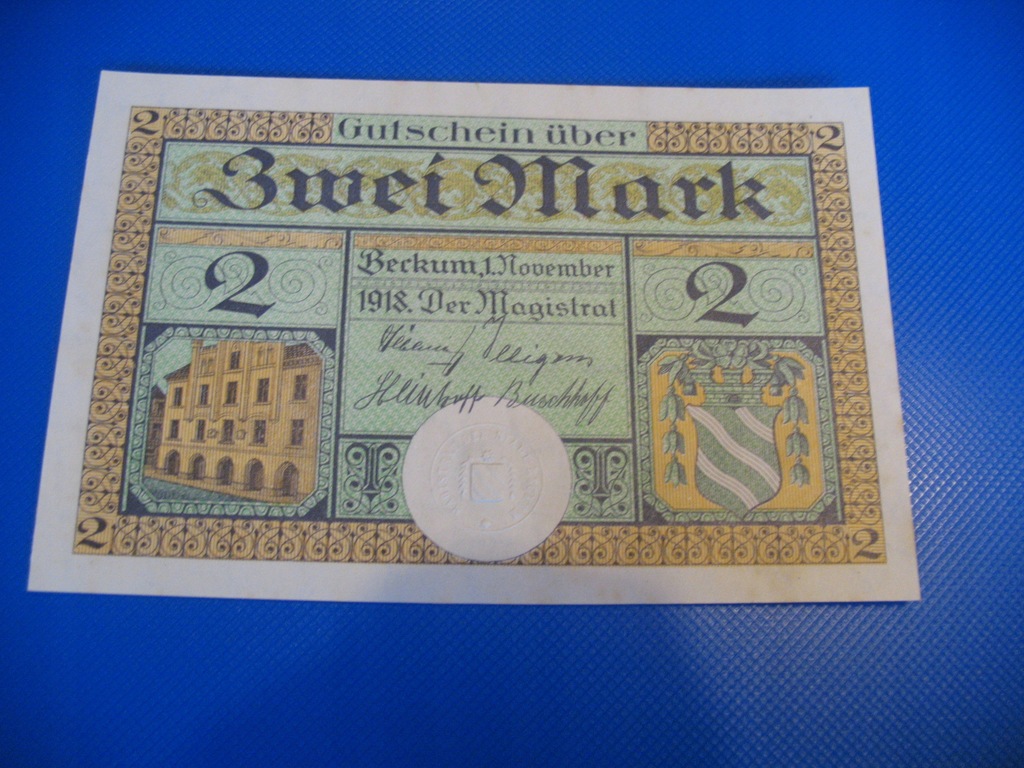 2 Gutschein über 2
Zwei Mark
2 2
Beckum, 1. November
1918. Der Magistrat
Buschhoff
2 2